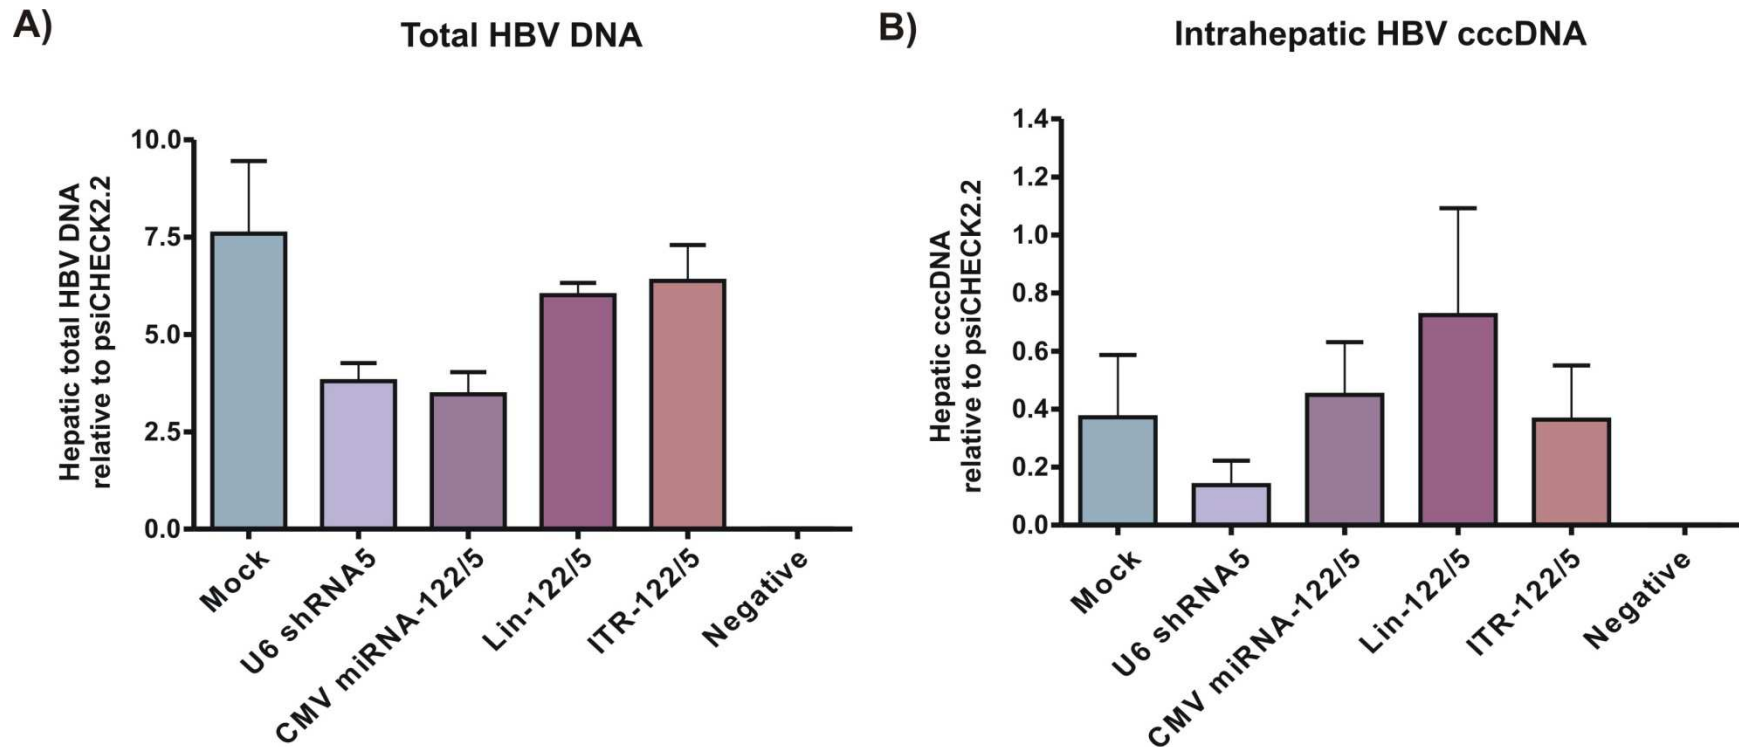 A)
Total HBV DNA
Hepatic total HBV DNA
relative to psiCHECK2.2
10.0
7.5
5.0
2.5
0.0
Mock
U6 shRNA5
CMV miRNA-122/5
Lin-122/5
ITR-122/5
Negative
B)
Intrahepatic HBV cccDNA
Hepatic cccDNA
relative to psiCHECK2.2
1.4
1.2
1.0
0.8
0.6
0.4
0.2
0.0
Mock
U6 shRNA5
CMV miRNA-122/5
Lin-122/5
ITR-122/5
Negative